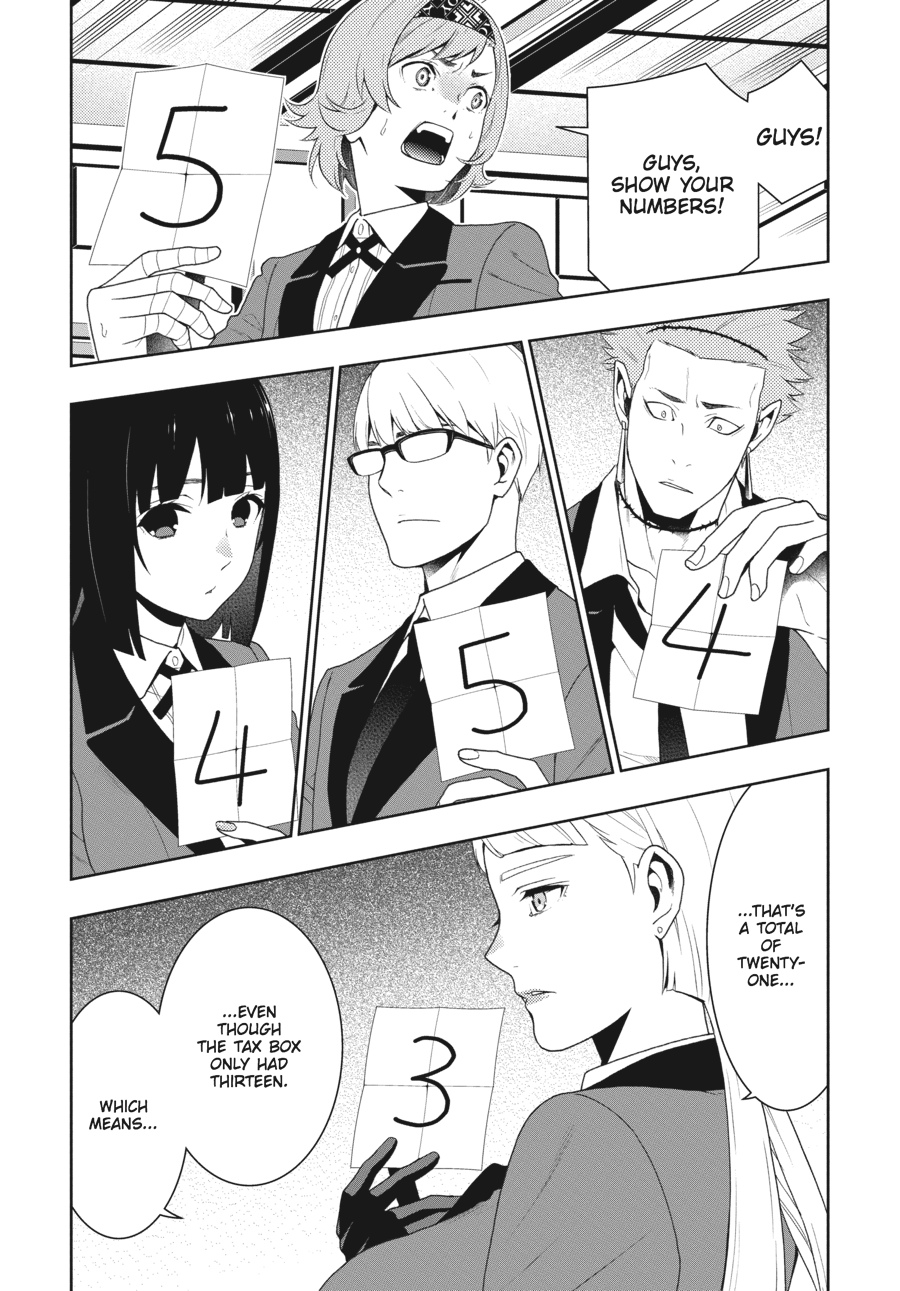 GUYS!
GUYS,
SHOW YOUR
NUMBERS!
5
4
5
4
...THAT'S
A TOTAL
OF
TWENTY-
ONE...
3
...EVEN
THOUGH
THE TAX BOX
ONLY HAD
THIRTEEN.
WHICH
MEANS...